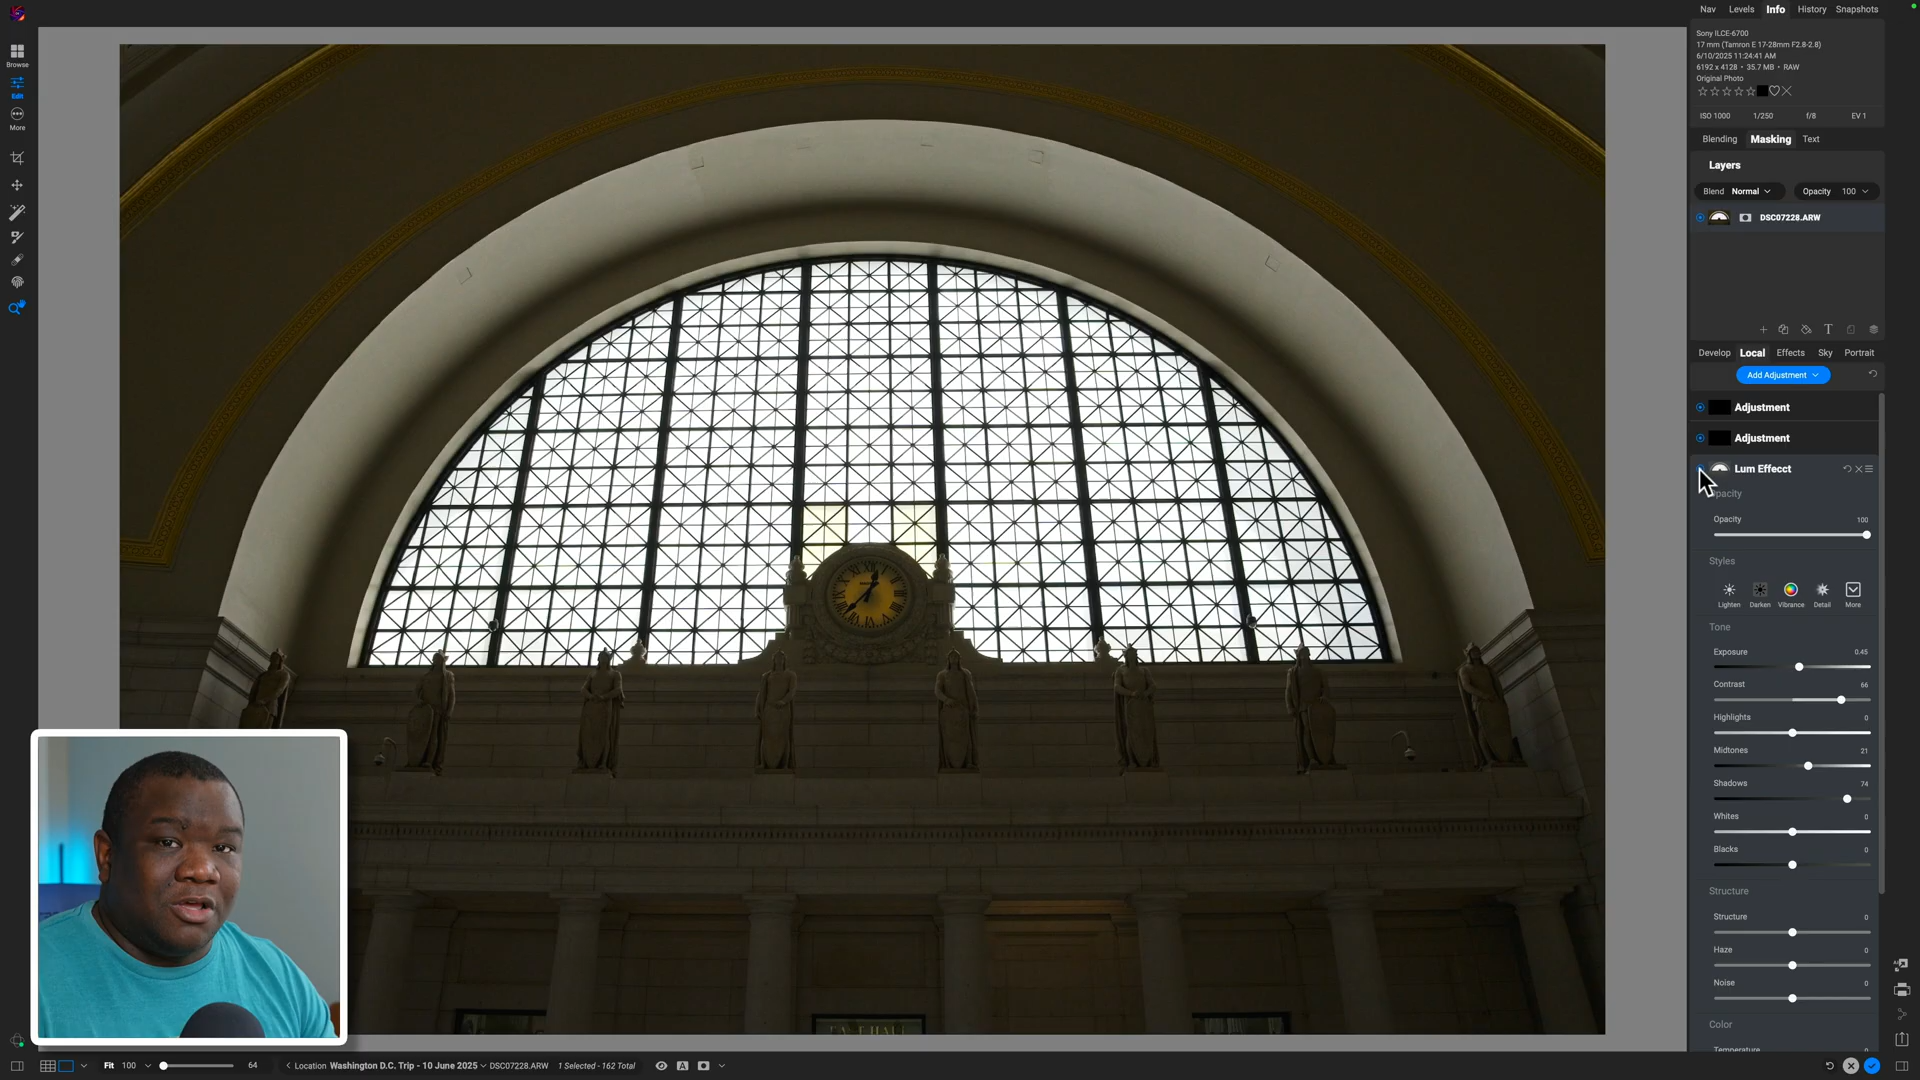 Nav Levels Info History Snapshots
Sony ILCE-6700
17 mm (Tamron E 17-28mm F2.8-2.8)
6/10/2025 11:24:41 AM
6192 x 4128 • 35.7 MB • RAW
Original Photo
ISO 1000 1/250 f/8 EV 1
Blending Masking Text
Layers
Blend Normal Opacity 100
DSC07228.ARW
Develop Local Effects Sky Portrait
Add Adjustment
Adjustment
Adjustment
Lum Effecct
Opacity 100
Styles
Lighten Darken Vibrance Detail More
Tone
Exposure 0.45
Contrast 66
Highlights 0
Midtones 21
Shadows 74
Whites 0
Blacks 0
Structure
Structure 0
Haze 0
Noise 0
Color
Browse
Edit
More
Fit 100 64 Location Washington D.C. Trip - 10 June 2025 DSC07228.ARW 1 Selected - 162 Total